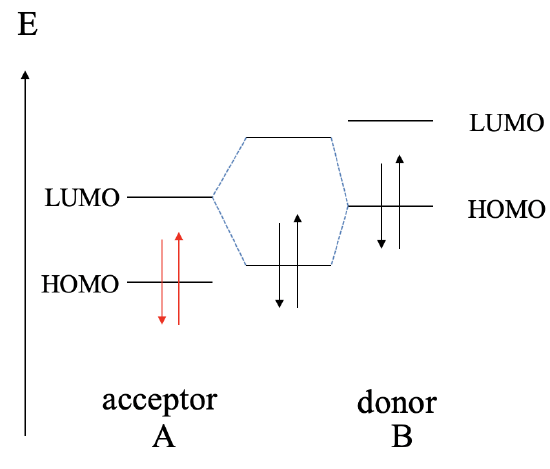 E
LUMO
LUMO
HOMO
HOMO
acceptor
A
donor
B